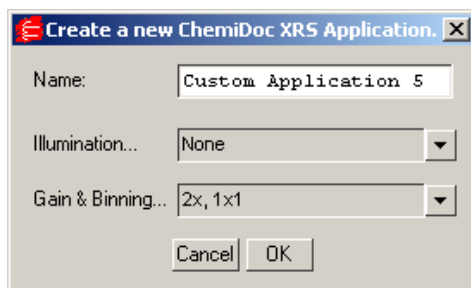 Create a new ChemiDoc XRS Application.
Name: Custom Application 5
Illumination... None
Gain & Binning... 2x, 1x1
Cancel OK